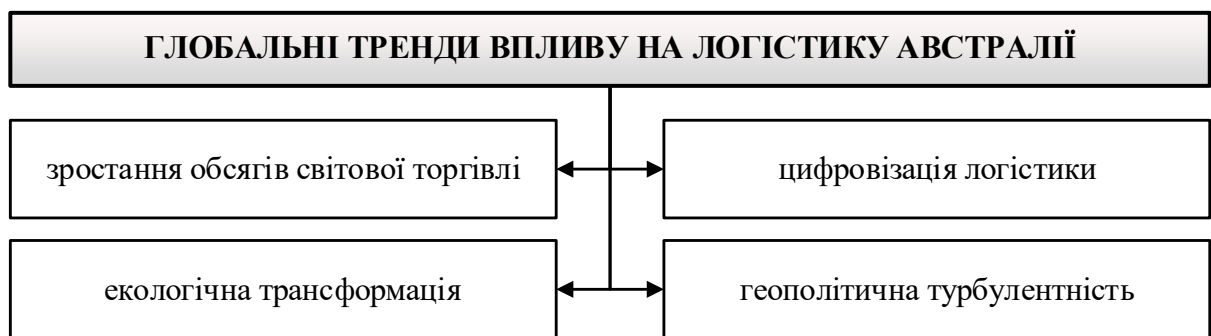 ГЛОБАЛЬНІ ТРЕНДИ ВПЛИВУ НА ЛОГІСТИКУ АВСТРАЛІЇ
зростання обсягів світової торгівлі
цифровізація логістики
екологічна трансформація
геополітична турбулентність